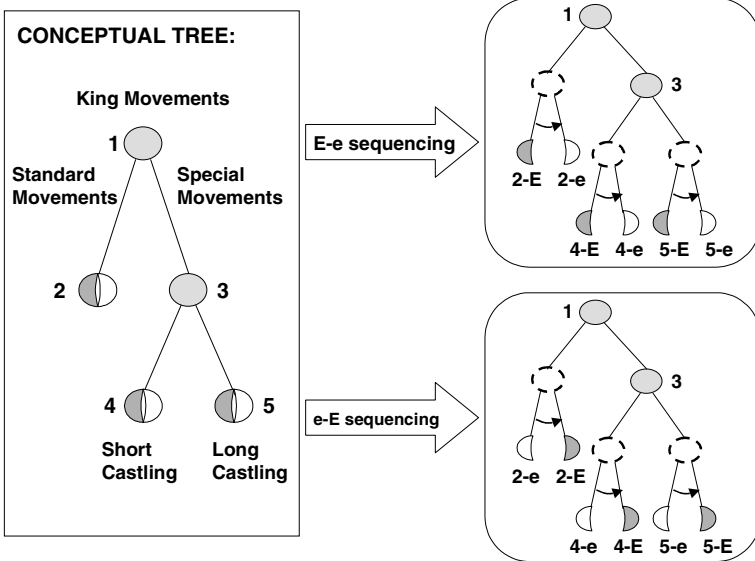 CONCEPTUAL TREE:
King Movements
1
Standard
Movements
Special
Movements
2
3
4
5
Short
Castling
Long
Castling
E-e sequencing
e-E sequencing
1
3
2-E 2-e
4-E 4-e 5-E 5-e
1
3
2-e 2-E
4-e 4-E 5-e 5-E